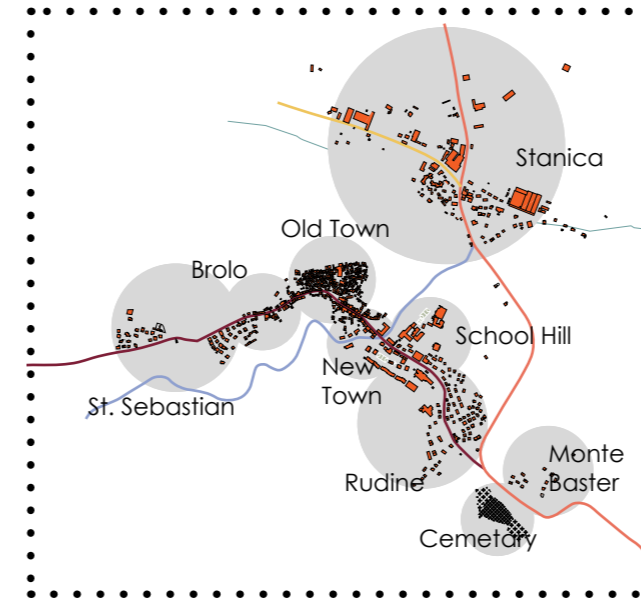 Stanica
Old Town
Brolo
School Hill
New
Town
St. Sebastian
Monte
Baster
Rudine
Cemetary